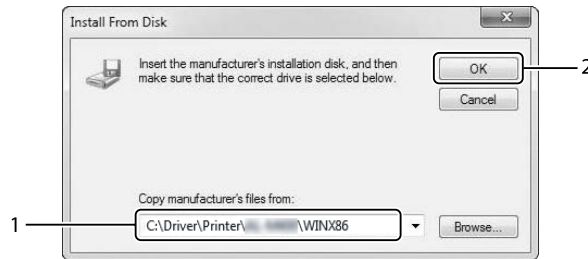 Install From Disk
Insert the manufacturer's installation disk, and then
make sure that the correct drive is selected below.
OK
2
Cancel
Copy manufacturer's files from:
1
C:\Driver\Printer\ \WINX86
Browse...